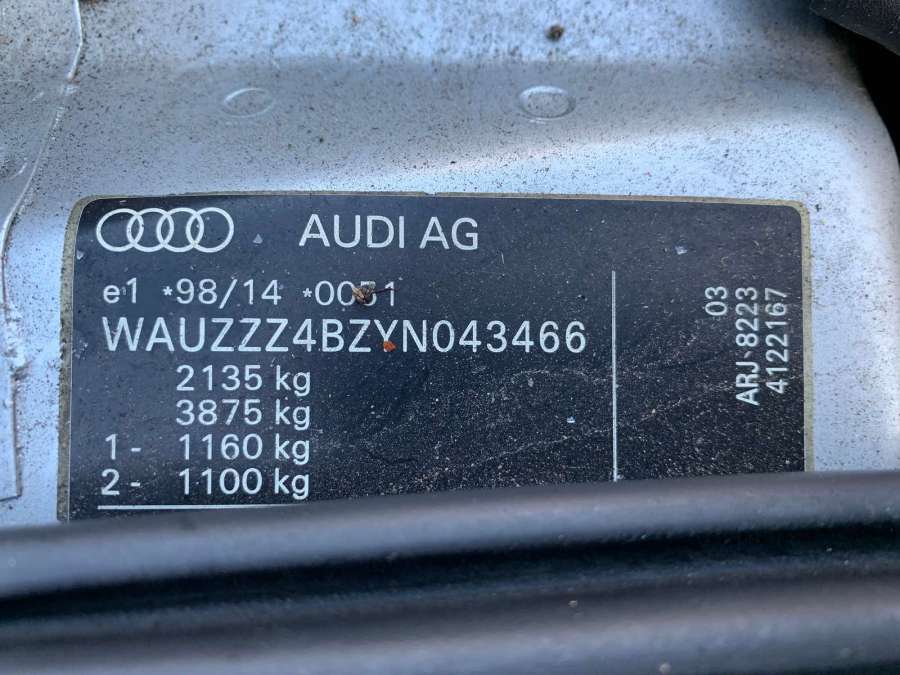 AUDI AG
e1 *98/14 *0051
WAUZZZ4BZYN043466
2135 kg
3875 kg
1- 1160 kg
2- 1100 kg
03
ARJ-8223
4122167